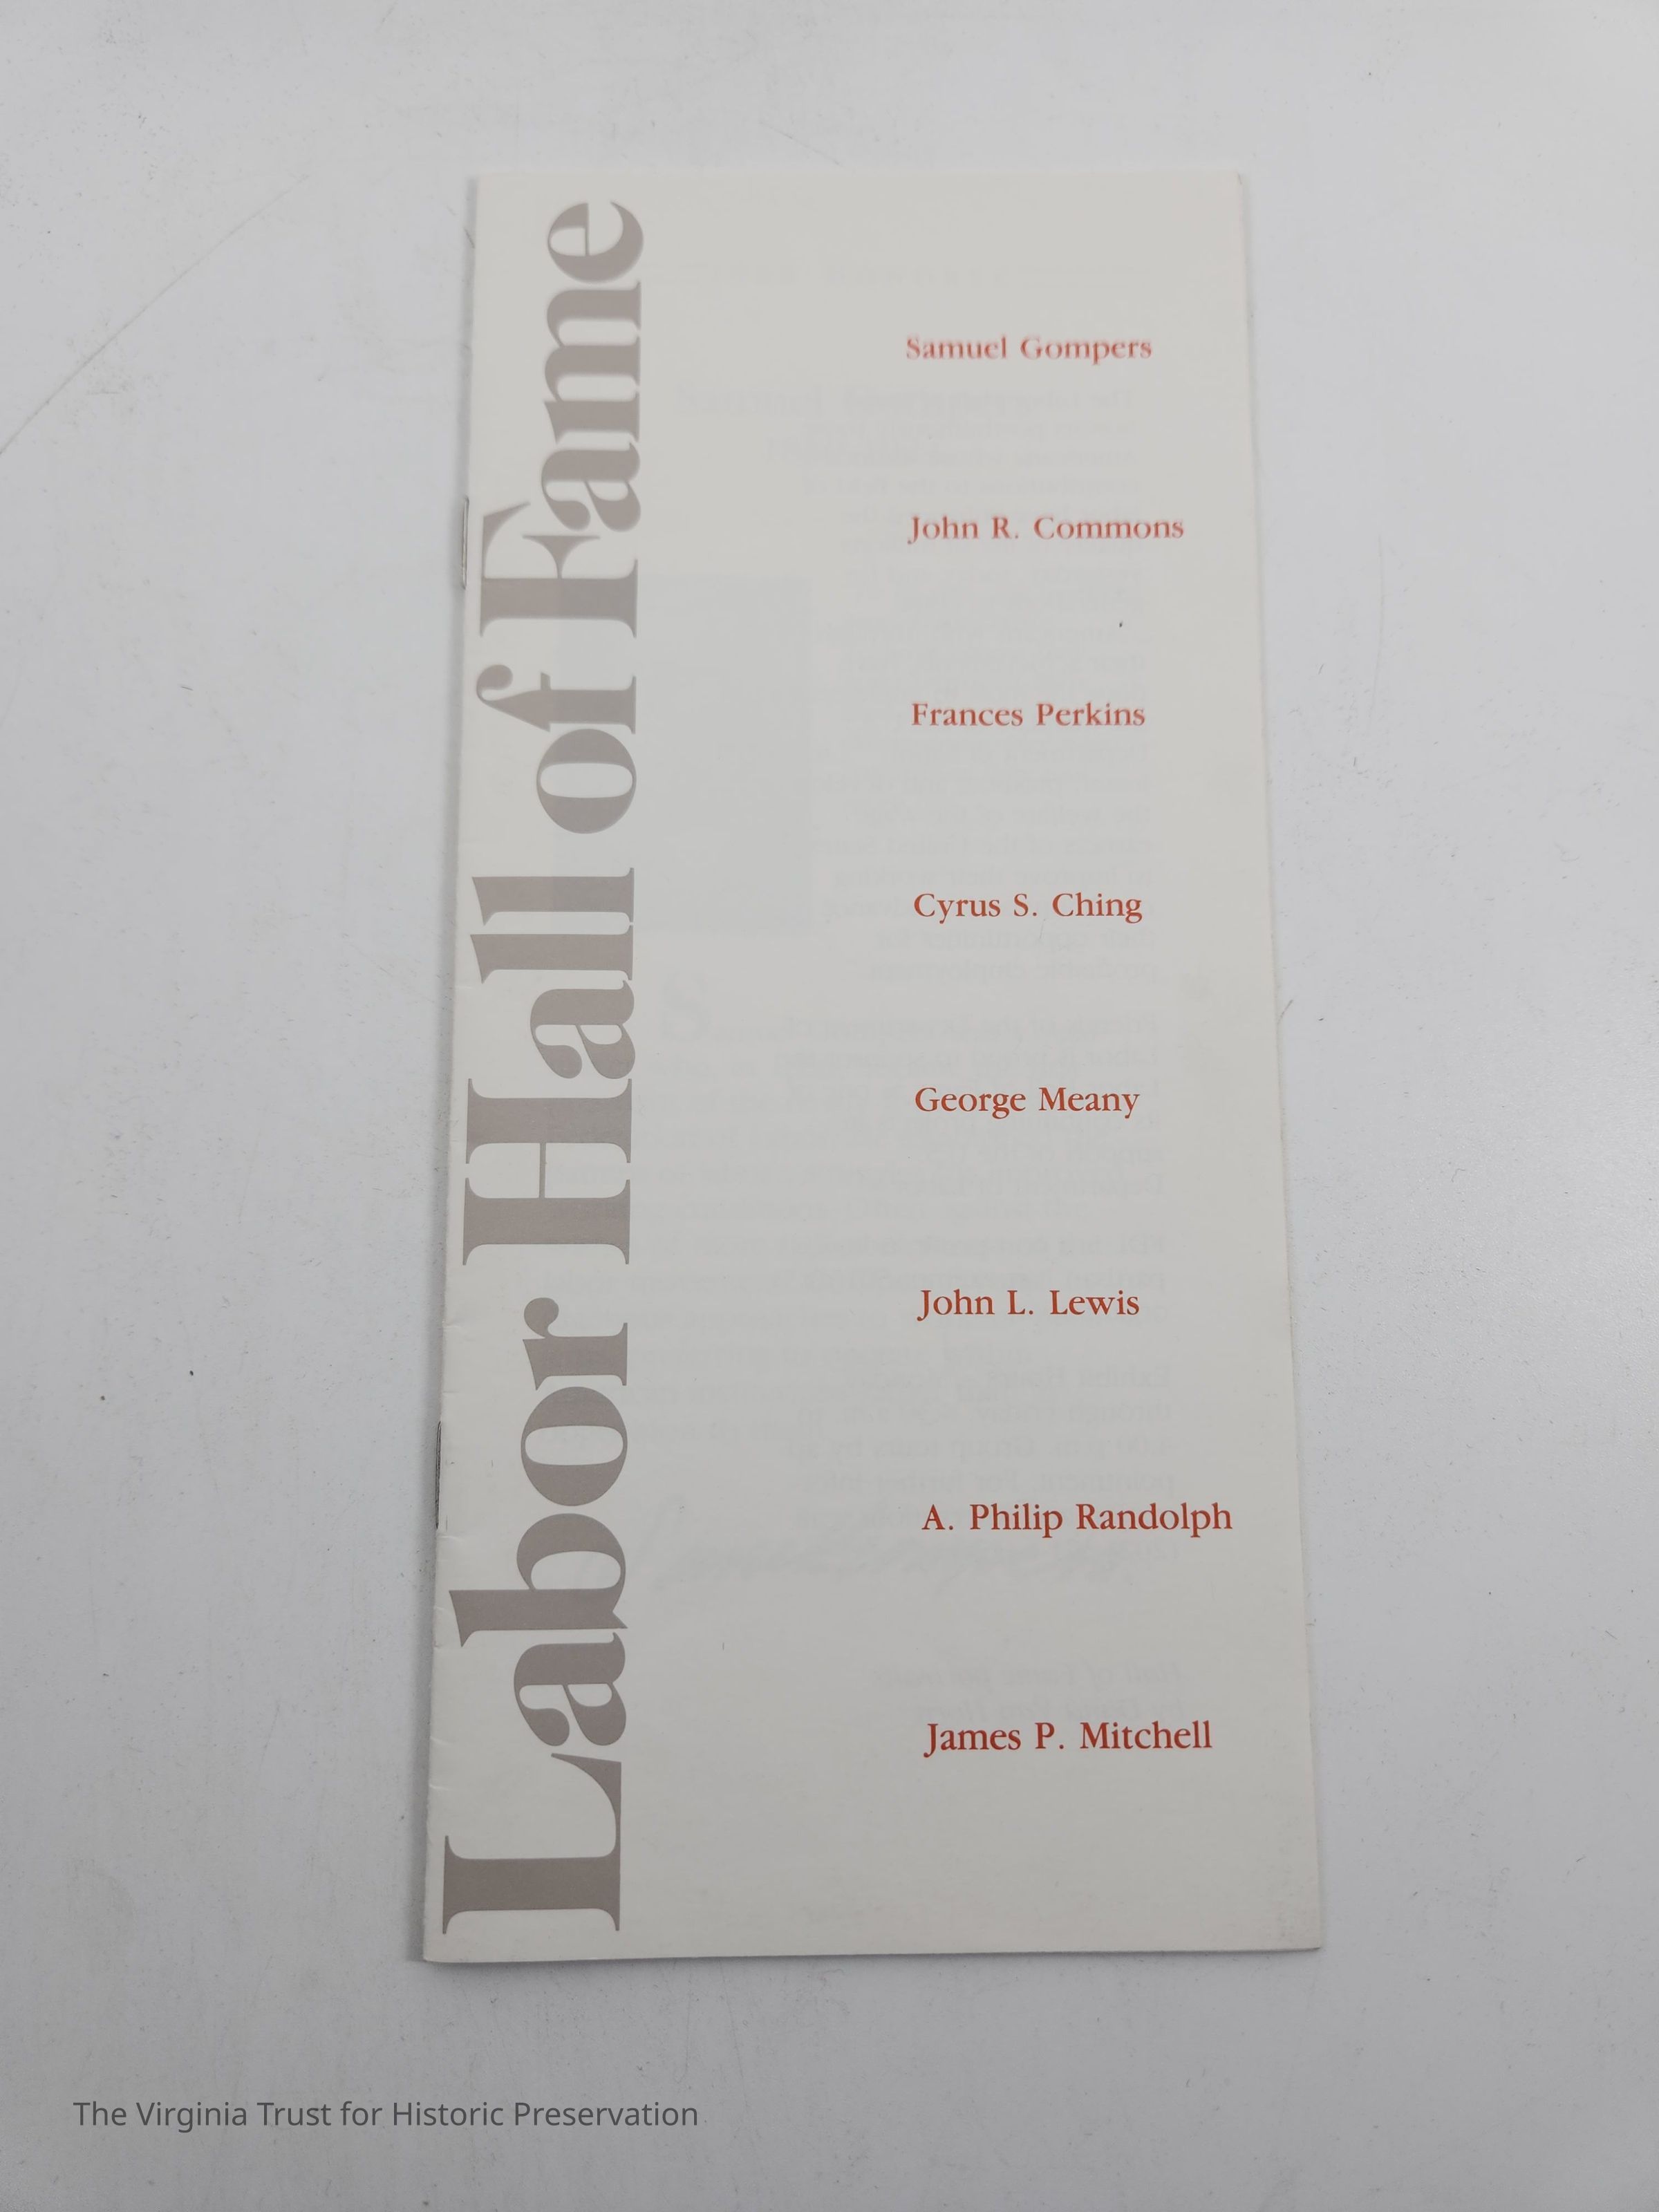 Labor Hall of Fame
Samuel Gompers
John R. Commons
Frances Perkins
Cyrus S. Ching
George Meany
John L. Lewis
A. Philip Randolph
James P. Mitchell
The Virginia Trust for Historic Preservation